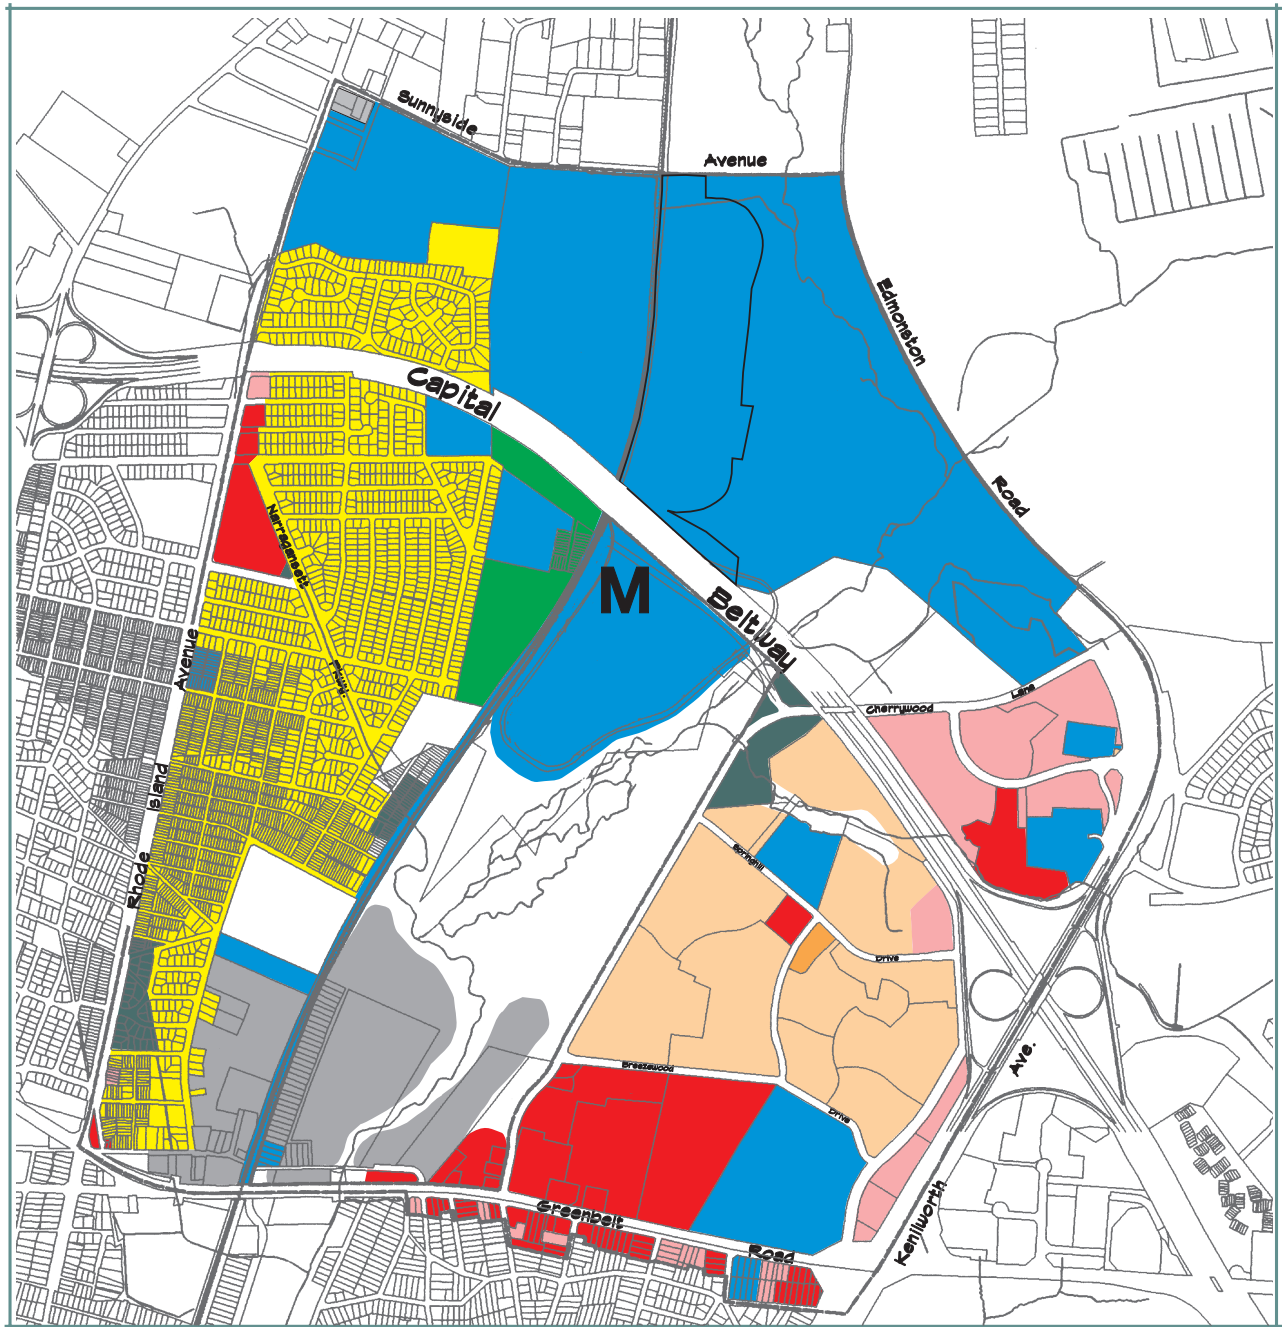 Sunnyside
Avenue
Edmonston
Capital
Road
Narragansett
M
Beltway
Pkwy.
Avenue
Lane
Cherrywood
Island
Rhode
Springhill
Drive
Ave.
Breezewood
Drive
Kenilworth
Greenbelt
Road